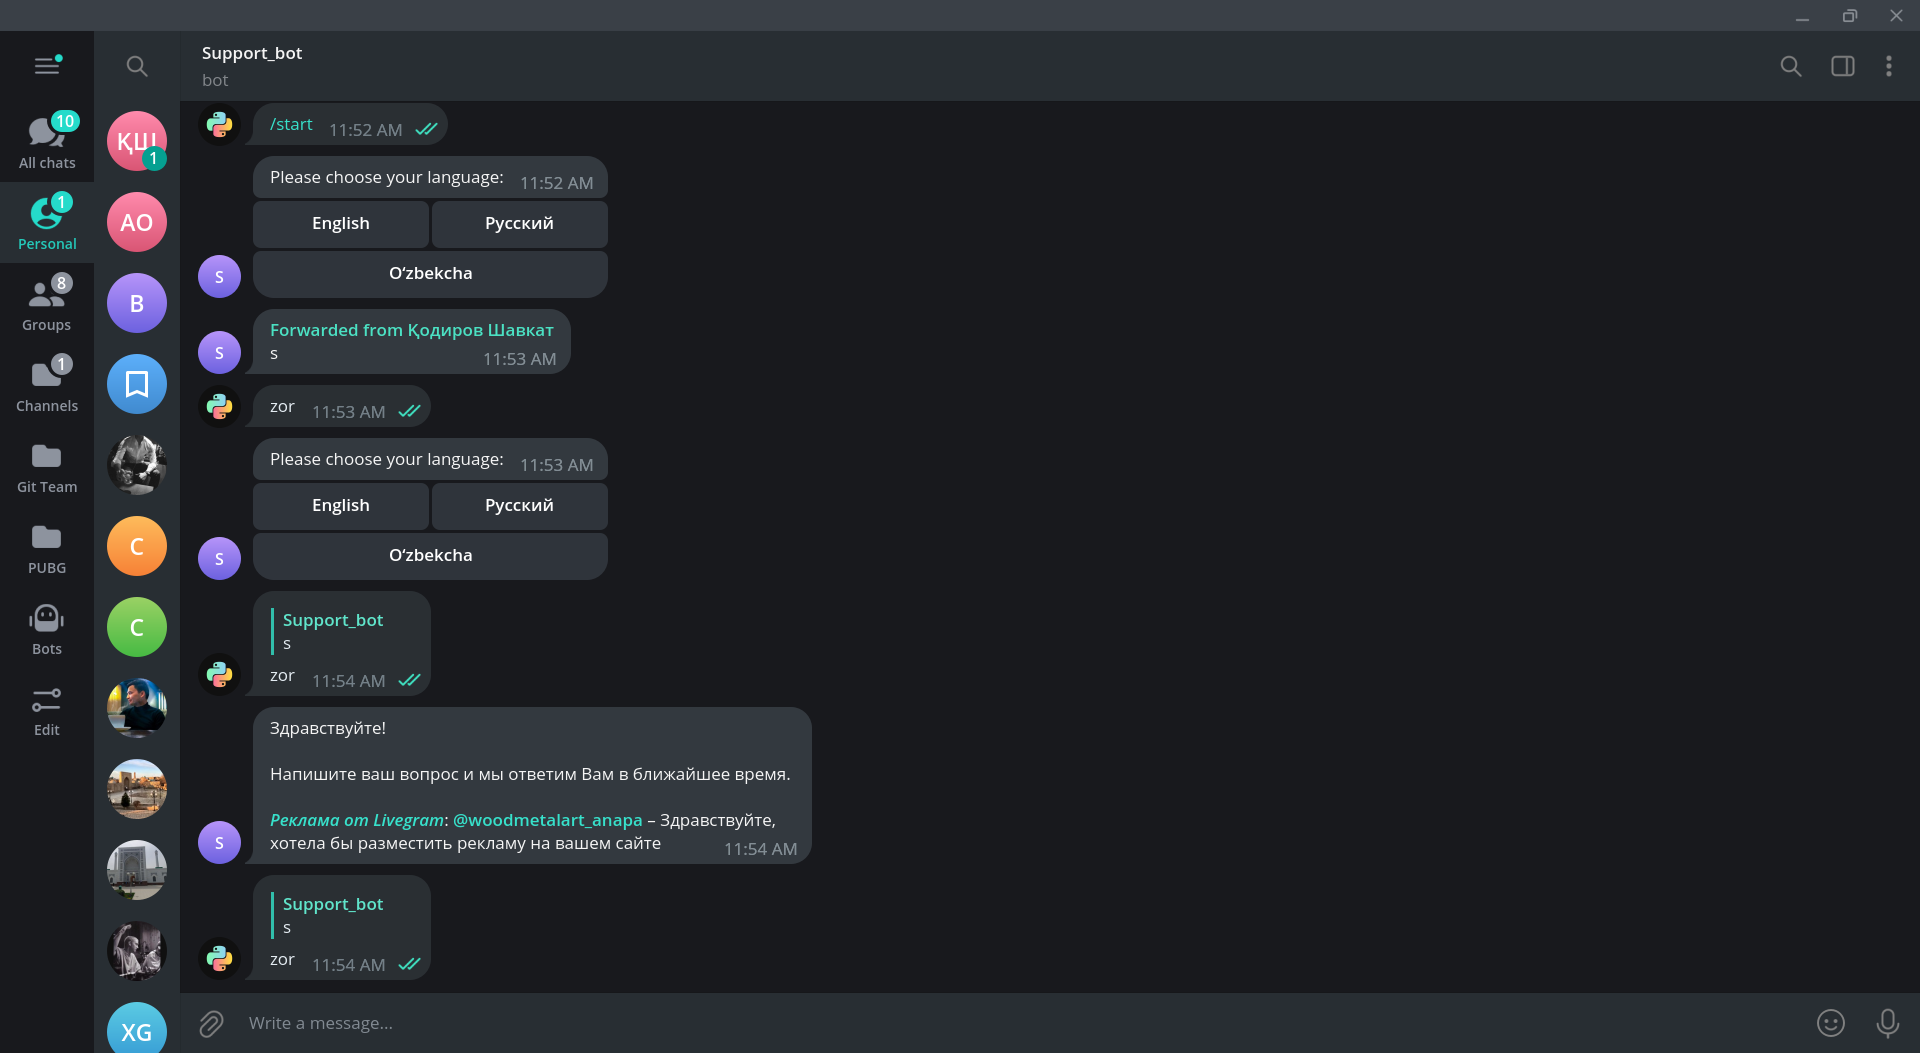 Support_bot
bot
10
All chats
1
Personal
8
Groups
1
Channels
Git Team
PUBG
Bots
Edit
ҚШ
1
AO
B
C
C
XG
/start 11:52 AM
Please choose your language: 11:52 AM
English Русский
Oʻzbekcha
S
Forwarded from Қодиров Шавкат
s 11:53 AM
S
zor 11:53 AM
Please choose your language: 11:53 AM
English Русский
Oʻzbekcha
S
Support_bot
s
zor 11:54 AM
Здравствуйте!
Напишите ваш вопрос и мы ответим Вам в ближайшее время.
Реклама от Livegram: @woodmetalart_anapa – Здравствуйте,
хотела бы разместить рекламу на вашем сайте 11:54 AM
S
Support_bot
s
zor 11:54 AM
Write a message...